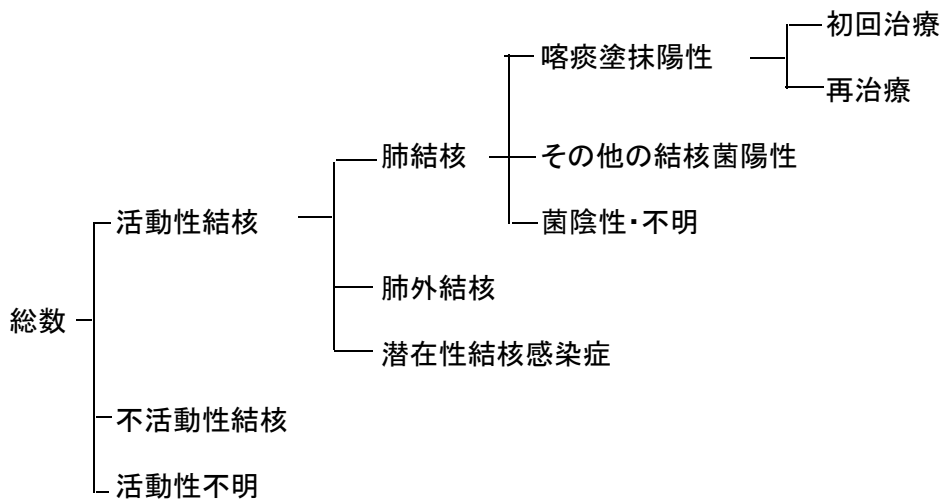 初回治療
喀痰塗抹陽性
再治療
肺結核
その他の結核菌陽性
活動性結核
菌陰性・不明
肺外結核
総数
潜在性結核感染症
不活動性結核
活動性不明